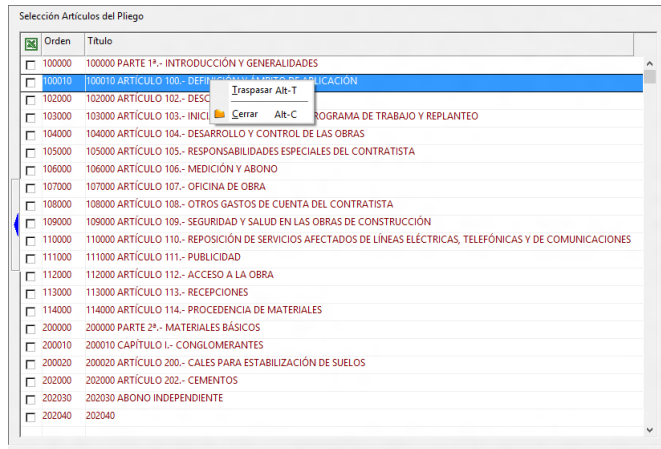 Selección Artículos del Pliego
Orden Título
100000 100000 PARTE 1ª.- INTRODUCCIÓN Y GENERALIDADES
100010 100010 ARTÍCULO 100.- DEFINICIÓN Y ÁMBITO DE APLICACIÓN
Traspasar Alt-T
102000 102000 ARTÍCULO 102.- DESC
103000 103000 ARTÍCULO 103.- INICI ROGRAMA DE TRABAJO Y REPLANTEO
Cerrar Alt-C
104000 104000 ARTÍCULO 104.- DESARROLLO Y CONTROL DE LAS OBRAS
105000 105000 ARTÍCULO 105.- RESPONSABILIDADES ESPECIALES DEL CONTRATISTA
106000 106000 ARTÍCULO 106.- MEDICIÓN Y ABONO
107000 107000 ARTÍCULO 107.- OFICINA DE OBRA
108000 108000 ARTÍCULO 108.- OTROS GASTOS DE CUENTA DEL CONTRATISTA
109000 109000 ARTÍCULO 109.- SEGURIDAD Y SALUD EN LAS OBRAS DE CONSTRUCCIÓN
110000 110000 ARTÍCULO 110.- REPOSICIÓN DE SERVICIOS AFECTADOS DE LÍNEAS ELÉCTRICAS, TELEFÓNICAS Y DE COMUNICACIONES
111000 111000 ARTÍCULO 111.- PUBLICIDAD
112000 112000 ARTÍCULO 112.- ACCESO A LA OBRA
113000 113000 ARTÍCULO 113.- RECEPCIONES
114000 114000 ARTÍCULO 114.- PROCEDENCIA DE MATERIALES
200000 200000 PARTE 2ª.- MATERIALES BÁSICOS
200010 200010 CAPÍTULO I.- CONGLOMERANTES
200020 200020 ARTÍCULO 200.- CALES PARA ESTABILIZACIÓN DE SUELOS
202000 202000 ARTÍCULO 202.- CEMENTOS
202030 202030 ABONO INDEPENDIENTE
202040 202040